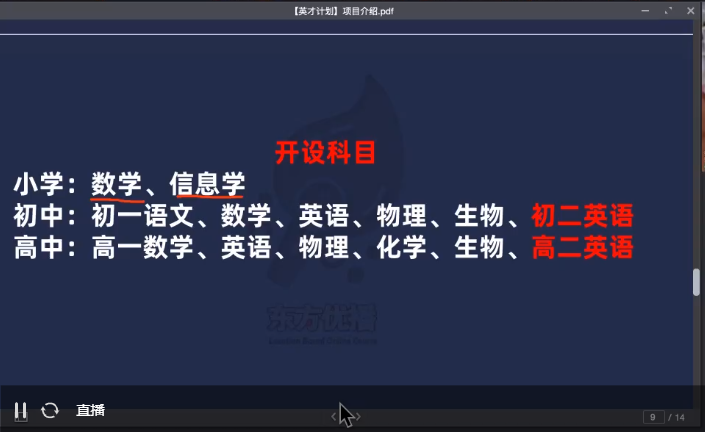 【英才计划】项目介绍.pdf
开设科目
小学：数学、信息学
初中：初一语文、数学、英语、物理、生物、初二英语
高中：高一数学、英语、物理、化学、生物、高二英语
东方优播
直播
9 / 14